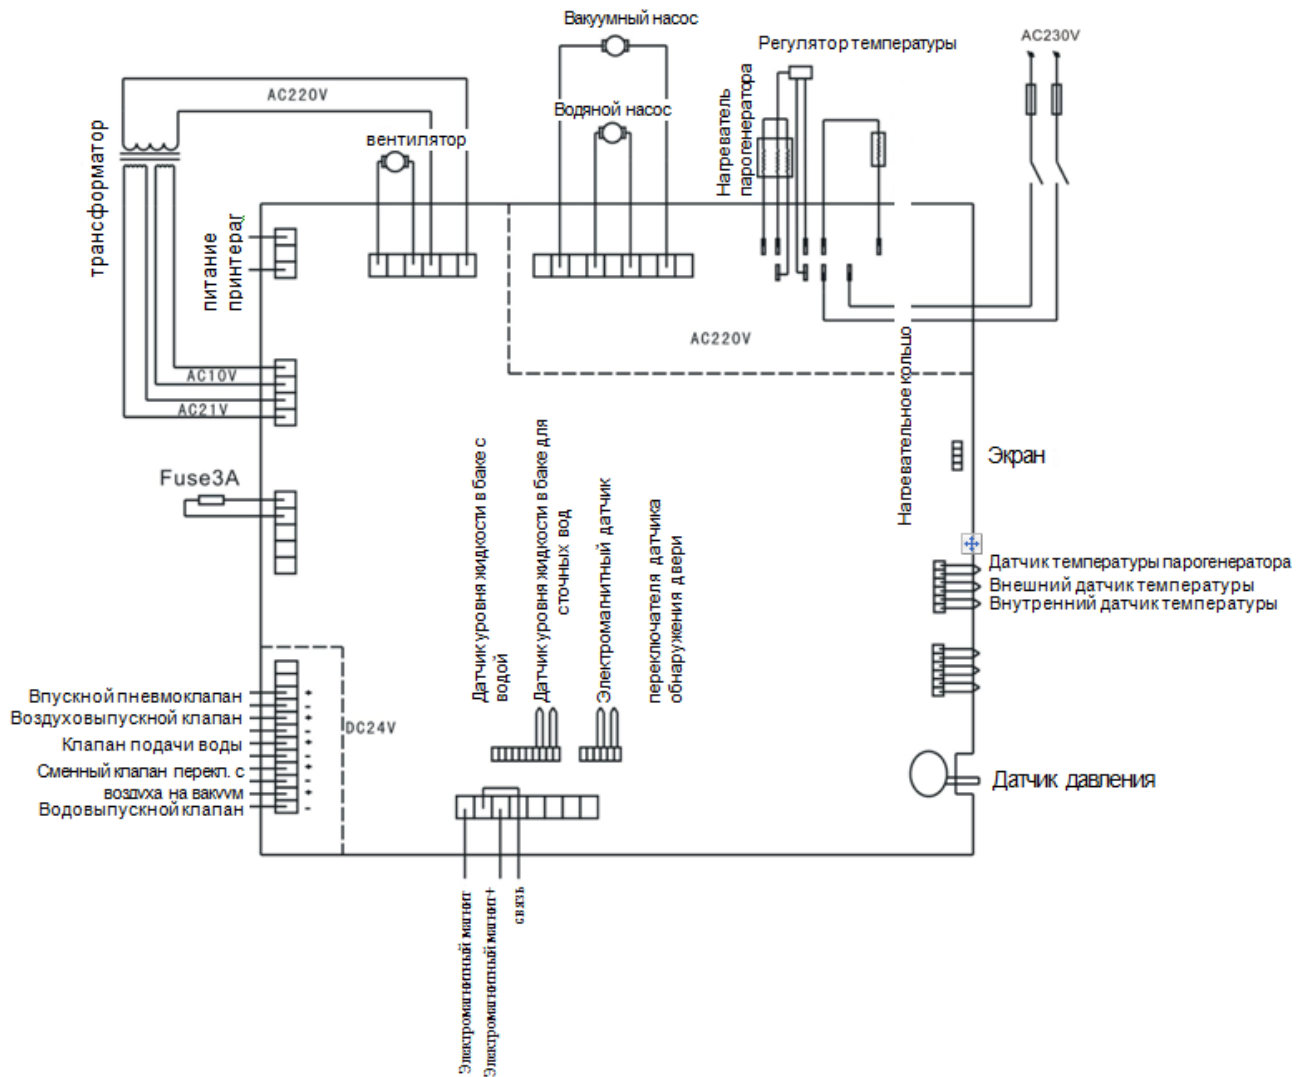 Вакуумный насос
Регулятор температуры
AC230V
AC220V
Водяной насос
вентилятор
Нагреватель
парогенератора
трансформатор
питание
принтераг
AC220V
Нагревательное кольцо
AC10V
AC21V
Fuse3A
Экран
Датчик уровня жидкости в баке с
водой
Датчик уровня жидкости в баке для
сточных вод
Электромагнитный датчик
переключателя датчика
обнаружения двери
Датчик температуры парогенератора
Внешний датчик температуры
Внутренний датчик температуры
Впускной пневмоклапан
Воздуховыпускной клапан
Клапан подачи воды
Сменный клапан перекл. с
воздуха на вакуум
Водовыпускной клапан
+
-
+
-
+
-
+
-
+
-
DC24V
Датчик давления
Электромагнитный магнит
Электромагнитный магнит+
связь